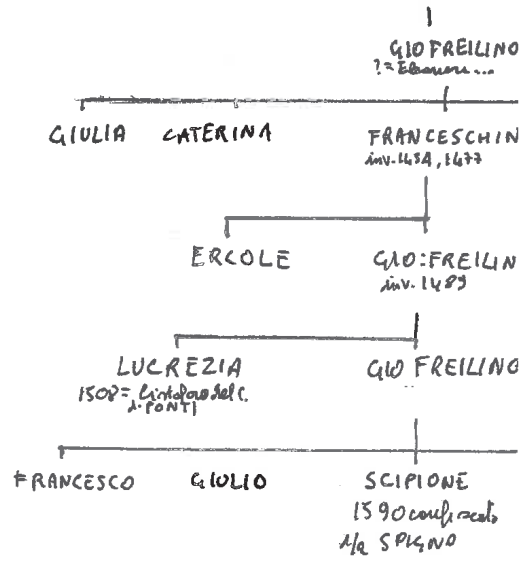 GIO FREILINO
?= Eleonora...
GIULIA CATERINA FRANCESCHIN
inv. 1454, 1477
ERCOLE GIO: FREILIN
inv. 1489
LUCREZIA GIO FREILINO
1508= Cristoforo del C.
d. PONTI
FRANCESCO GIULIO SCIPIONE
1590 confiscato
1/2 SPIGNO